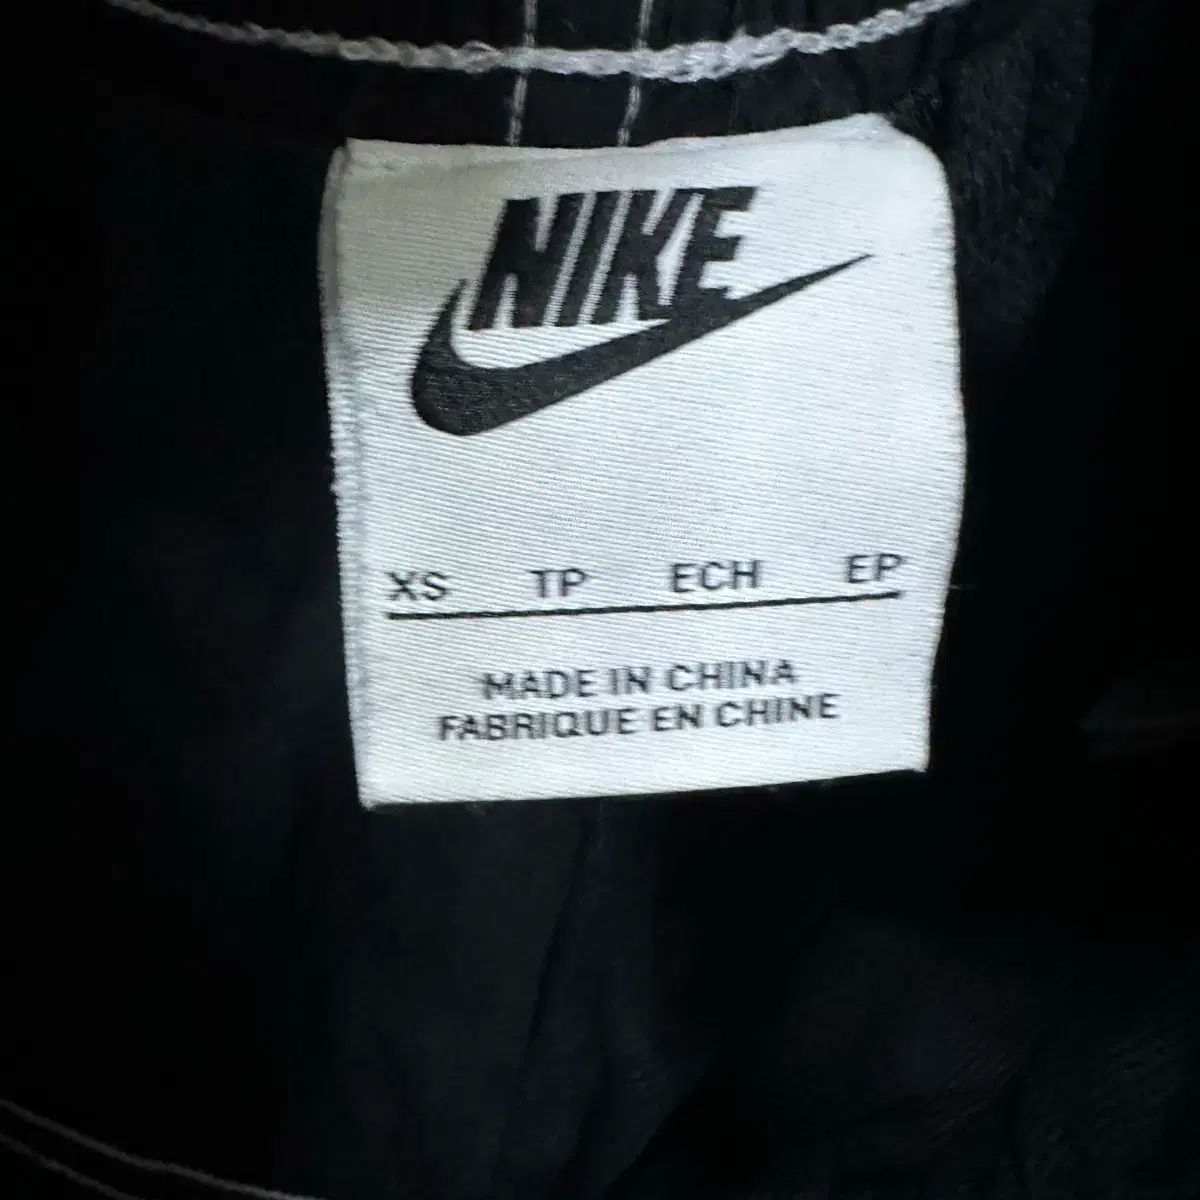 NIKE
XS TP ECH EP
MADE IN CHINA
FABRIQUE EN CHINE